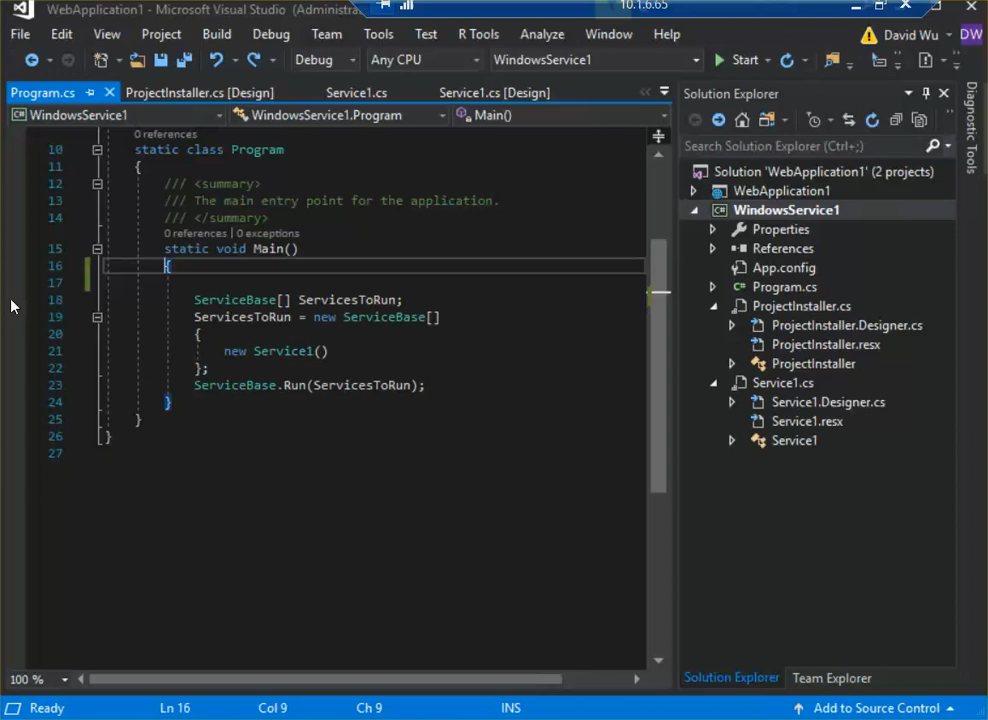 WebApplication1 - Microsoft Visual Studio (Administra
10.1.6.65
File Edit View Project Build Debug Team Tools Test R Tools Analyze Window Help
David Wu DW
Debug Any CPU WindowsService1 Start
Program.cs ProjectInstaller.cs [Design] Service1.cs Service1.cs [Design]
WindowsService1 WindowsService1.Program Main()
0 references
10 static class Program
11 {
12 /// <summary>
13 /// The main entry point for the application.
14 /// </summary>
0 references | 0 exceptions
15 static void Main()
16 {
17
18 ServiceBase[] ServicesToRun;
19 ServicesToRun = new ServiceBase[]
20 {
21 new Service1()
22 };
23 ServiceBase.Run(ServicesToRun);
24 }
25 }
26 }
27
100 %
Solution Explorer
Search Solution Explorer (Ctrl+;)
Solution 'WebApplication1' (2 projects)
WebApplication1
C# WindowsService1
Properties
References
App.config
C# Program.cs
ProjectInstaller.cs
ProjectInstaller.Designer.cs
ProjectInstaller.resx
ProjectInstaller
Service1.cs
Service1.Designer.cs
Service1.resx
Service1
Solution Explorer Team Explorer
Diagnostic Tools
Ready Ln 16 Col 9 Ch 9 INS Add to Source Control